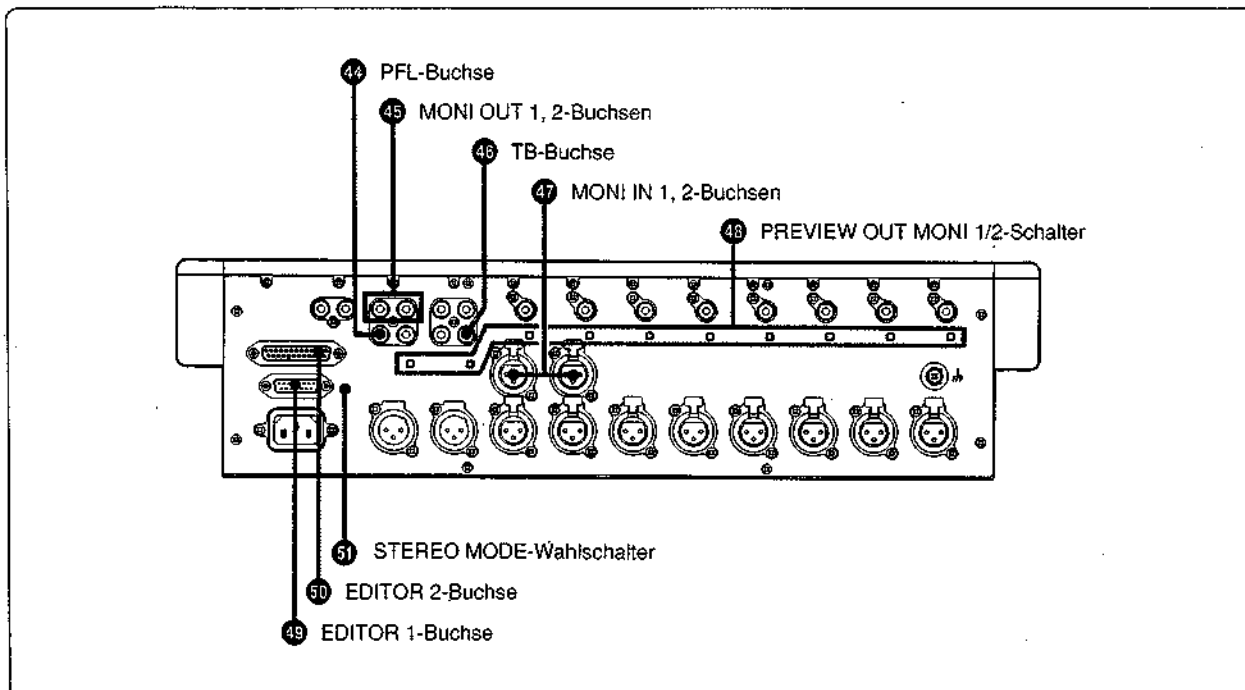 44 PFL-Buchse
45 MONI OUT 1, 2-Buchsen
46 TB-Buchse
47 MONI IN 1, 2-Buchsen
48 PREVIEW OUT MONI 1/2-Schalter
51 STEREO MODE-Wahlschalter
50 EDITOR 2-Buchse
49 EDITOR 1-Buchse